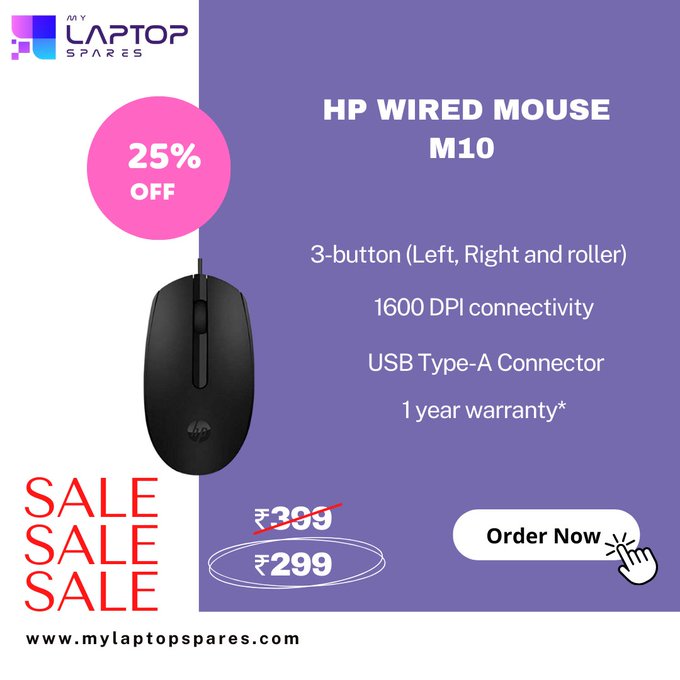 MY
LAPTOP
SPARES
25%
OFF
HP WIRED MOUSE
M10
3-button (Left, Right and roller)
1600 DPI connectivity
USB Type-A Connector
1 year warranty*
hp
SALE
SALE
SALE
₹399
₹299
Order Now
www.mylaptopspares.com